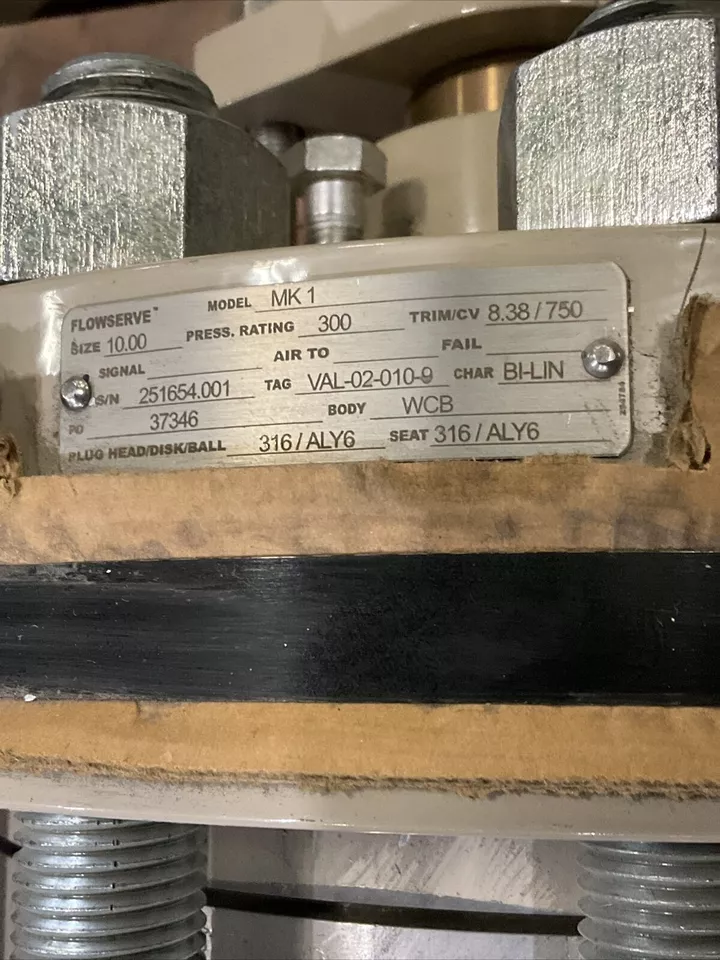 FLOWSERVE™ MODEL MK 1
SIZE 10.00 PRESS. RATING 300 TRIM/CV 8.38 / 750
SIGNAL AIR TO FAIL
S/N 251654.001 TAG VAL-02-010-9 CHAR BI-LIN
PO 37346 BODY WCB
PLUG HEAD/DISK/BALL 316 / ALY6 SEAT 316 / ALY6